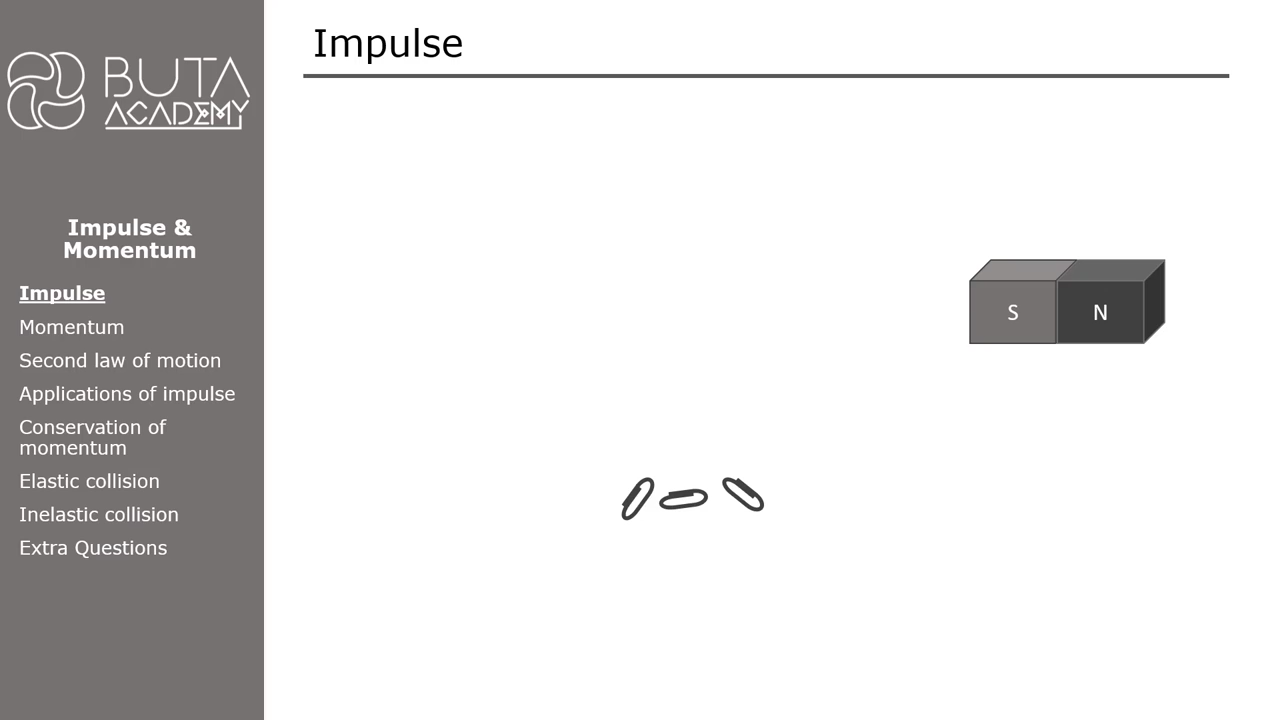 Impulse
BUTA
ACADEMY
Impulse &
Momentum
Impulse
Momentum
Second law of motion
Applications of impulse
Conservation of
momentum
Elastic collision
Inelastic collision
Extra Questions
S N